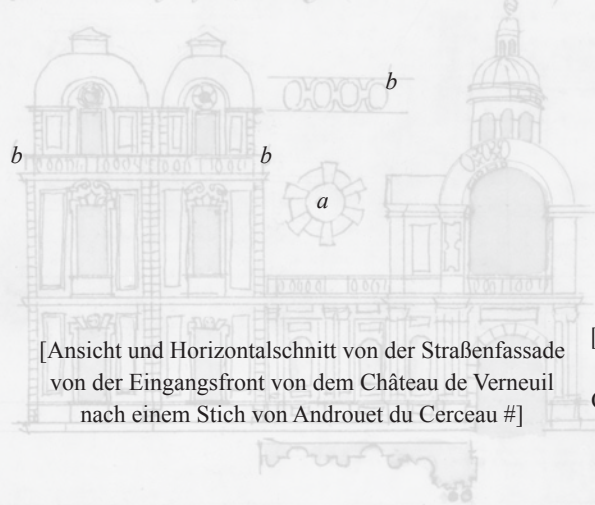 b
b
b
a
[Ansicht und Horizontalschnitt von der Straßenfassade
von der Eingangsfront von dem Château de Verneuil
nach einem Stich von Androuet du Cerceau #]
[